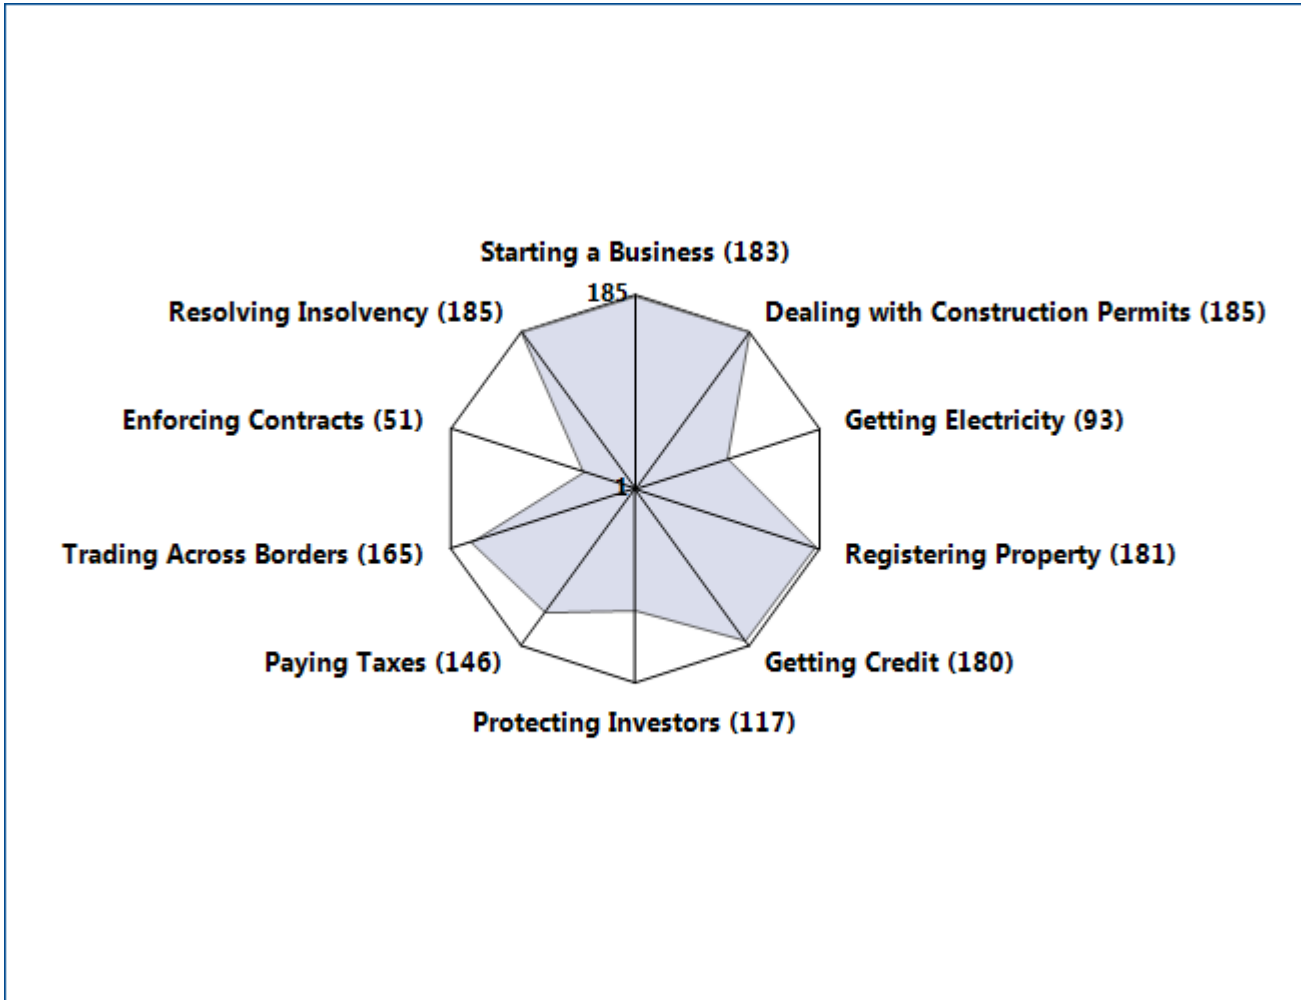 Starting a Business (183)
185
Resolving Insolvency (185)
Dealing with Construction Permits (185)
Enforcing Contracts (51)
Getting Electricity (93)
1
Trading Across Borders (165)
Registering Property (181)
Paying Taxes (146)
Getting Credit (180)
Protecting Investors (117)